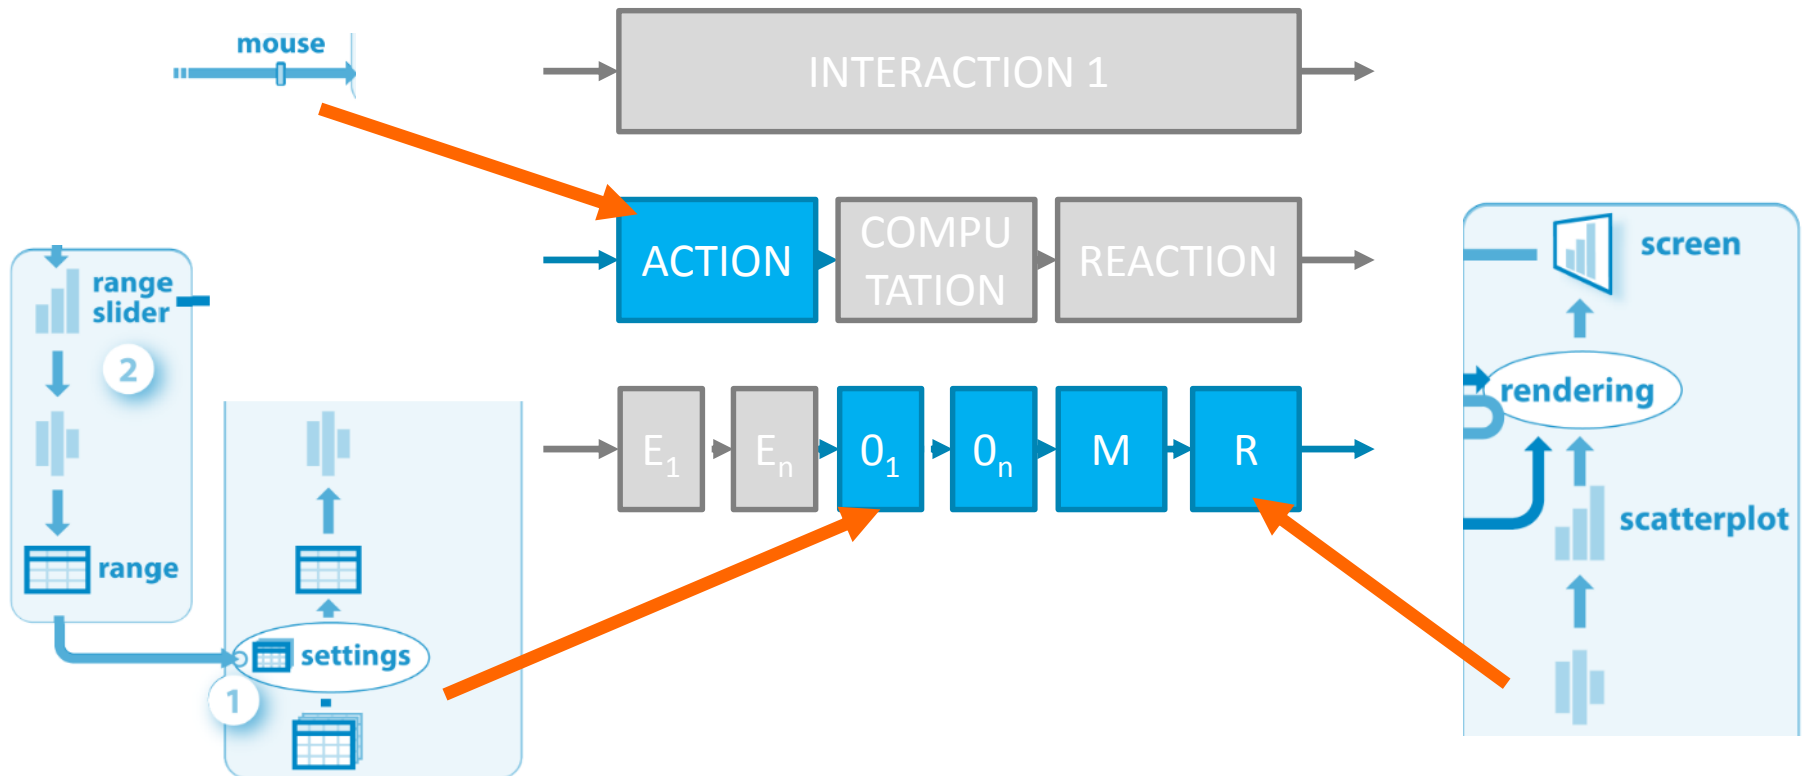 mouse
INTERACTION 1
ACTION
COMPU
TATION
REACTION
screen
range
slider
2
rendering
E1
En
01
0n
M
R
scatterplot
range
settings
1